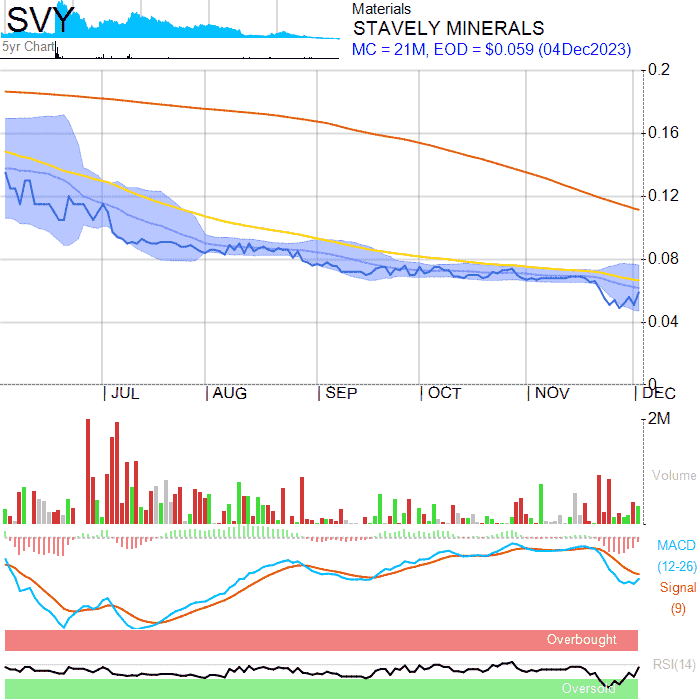 SVY
5yr Chart
Materials
STAVELY MINERALS
MC = 21M, EOD = $0.059 (04Dec2023)
0.2
0.16
0.12
0.08
0.04
0
JUL AUG SEP OCT NOV DEC
2M
Volume
MACD
(12-26)
Signal
(9)
Overbought
RSI(14)
Oversold